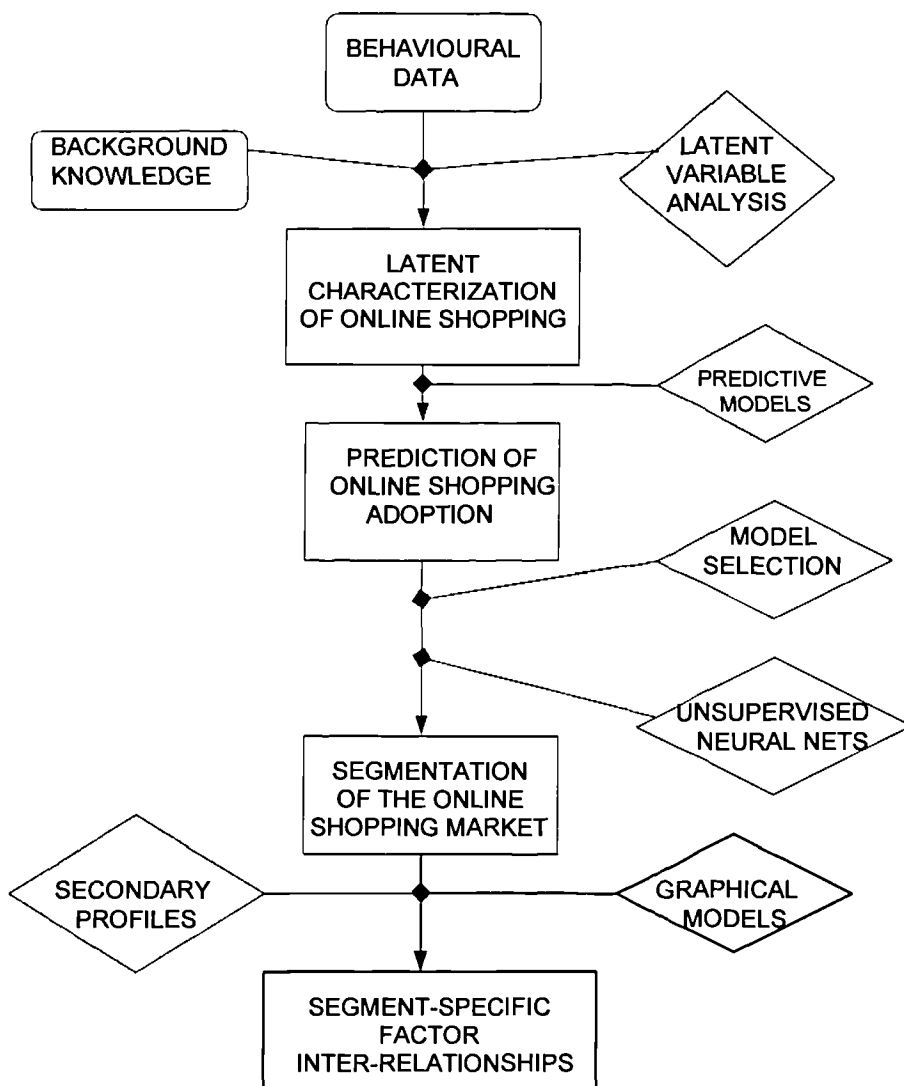 BEHAVIOURAL
DATA
BACKGROUND
KNOWLEDGE
LATENT
VARIABLE
ANALYSIS
LATENT
CHARACTERIZATION
OF ONLINE SHOPPING
PREDICTIVE
MODELS
PREDICTION OF
ONLINE SHOPPING
ADOPTION
MODEL
SELECTION
UNSUPERVISED
NEURAL NETS
SEGMENTATION
OF THE ONLINE
SHOPPING MARKET
SECONDARY
PROFILES
GRAPHICAL
MODELS
SEGMENT-SPECIFIC
FACTOR
INTER-RELATIONSHIPS